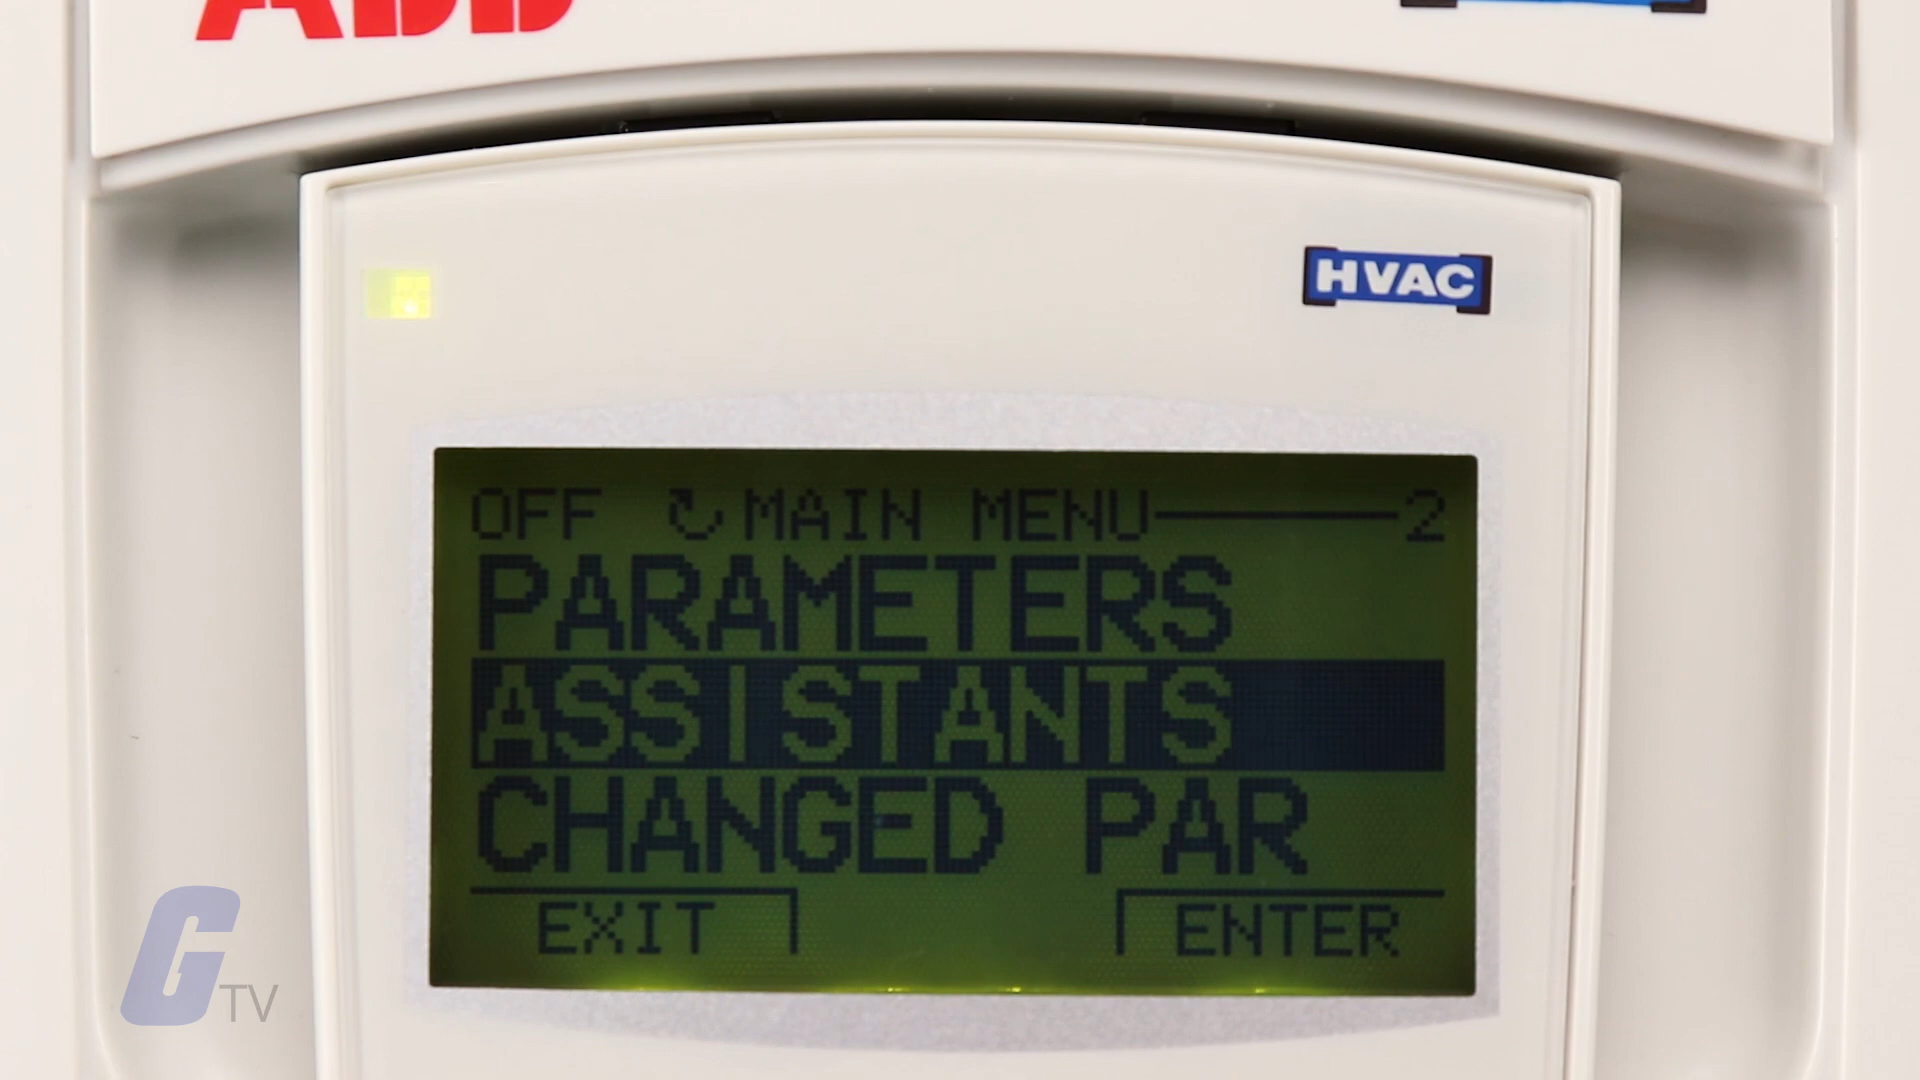 ABB
HVAC
OFF ↻ MAIN MENU 2
PARAMETERS
ASSISTANTS
CHANGED PAR
EXIT ENTER
G TV